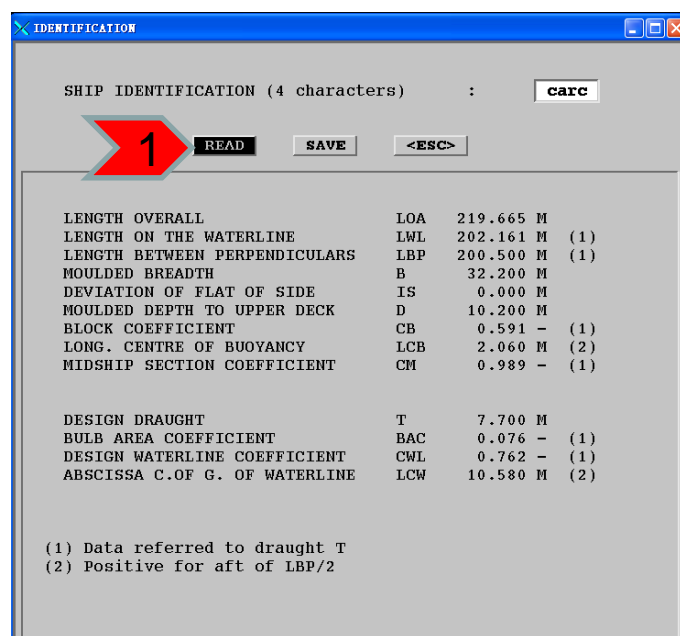 IDENTIFICATION
SHIP IDENTIFICATION (4 characters) : carc
1 READ SAVE <ESC>
LENGTH OVERALL LOA 219.665 M
LENGTH ON THE WATERLINE LWL 202.161 M (1)
LENGTH BETWEEN PERPENDICULARS LBP 200.500 M (1)
MOULDED BREADTH B 32.200 M
DEVIATION OF FLAT OF SIDE IS 0.000 M
MOULDED DEPTH TO UPPER DECK D 10.200 M
BLOCK COEFFICIENT CB 0.591 – (1)
LONG. CENTRE OF BUOYANCY LCB 2.060 M (2)
MIDSHIP SECTION COEFFICIENT CM 0.989 – (1)
DESIGN DRAUGHT T 7.700 M
BULB AREA COEFFICIENT BAC 0.076 – (1)
DESIGN WATERLINE COEFFICIENT CWL 0.762 – (1)
ABSCISSA C.OF G. OF WATERLINE LCW 10.580 M (2)
(1) Data referred to draught T
(2) Positive for aft of LBP/2